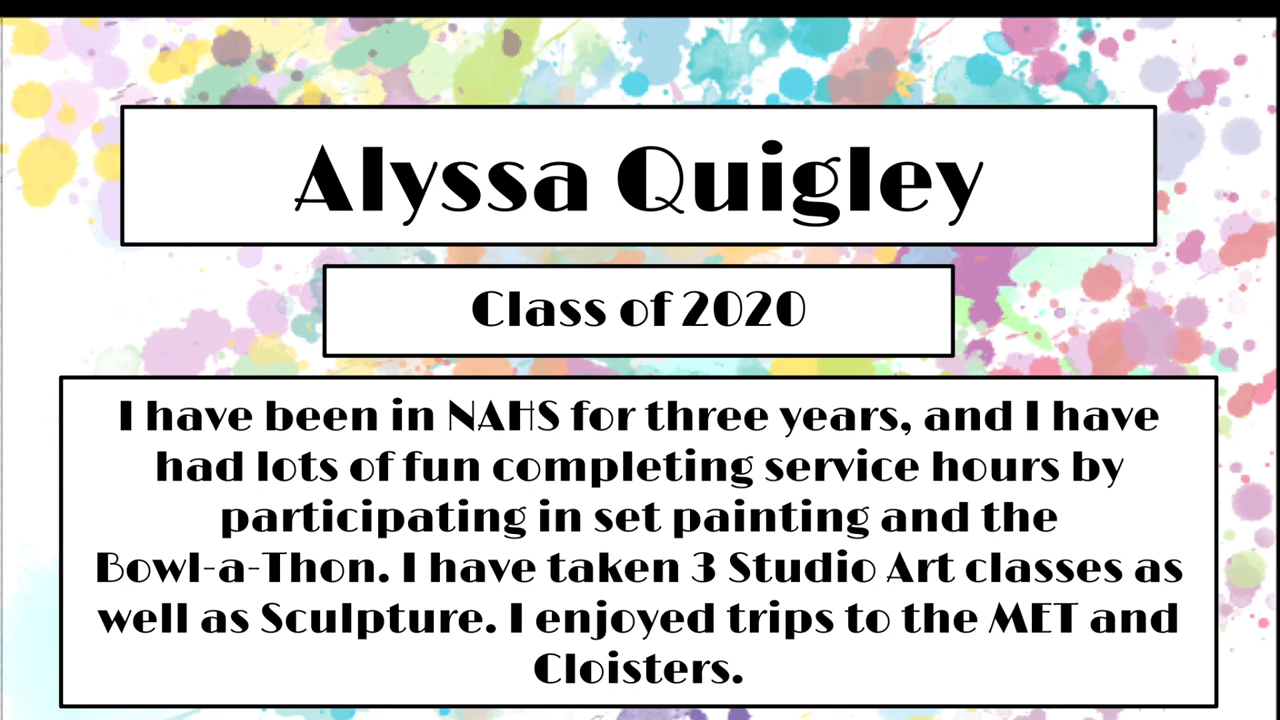 Alyssa Quigley
Class of 2020
I have been in NAHS for three years, and I have
had lots of fun completing service hours by
participating in set painting and the
Bowl-a-Thon. I have taken 3 Studio Art classes as
well as Sculpture. I enjoyed trips to the MET and
Cloisters.